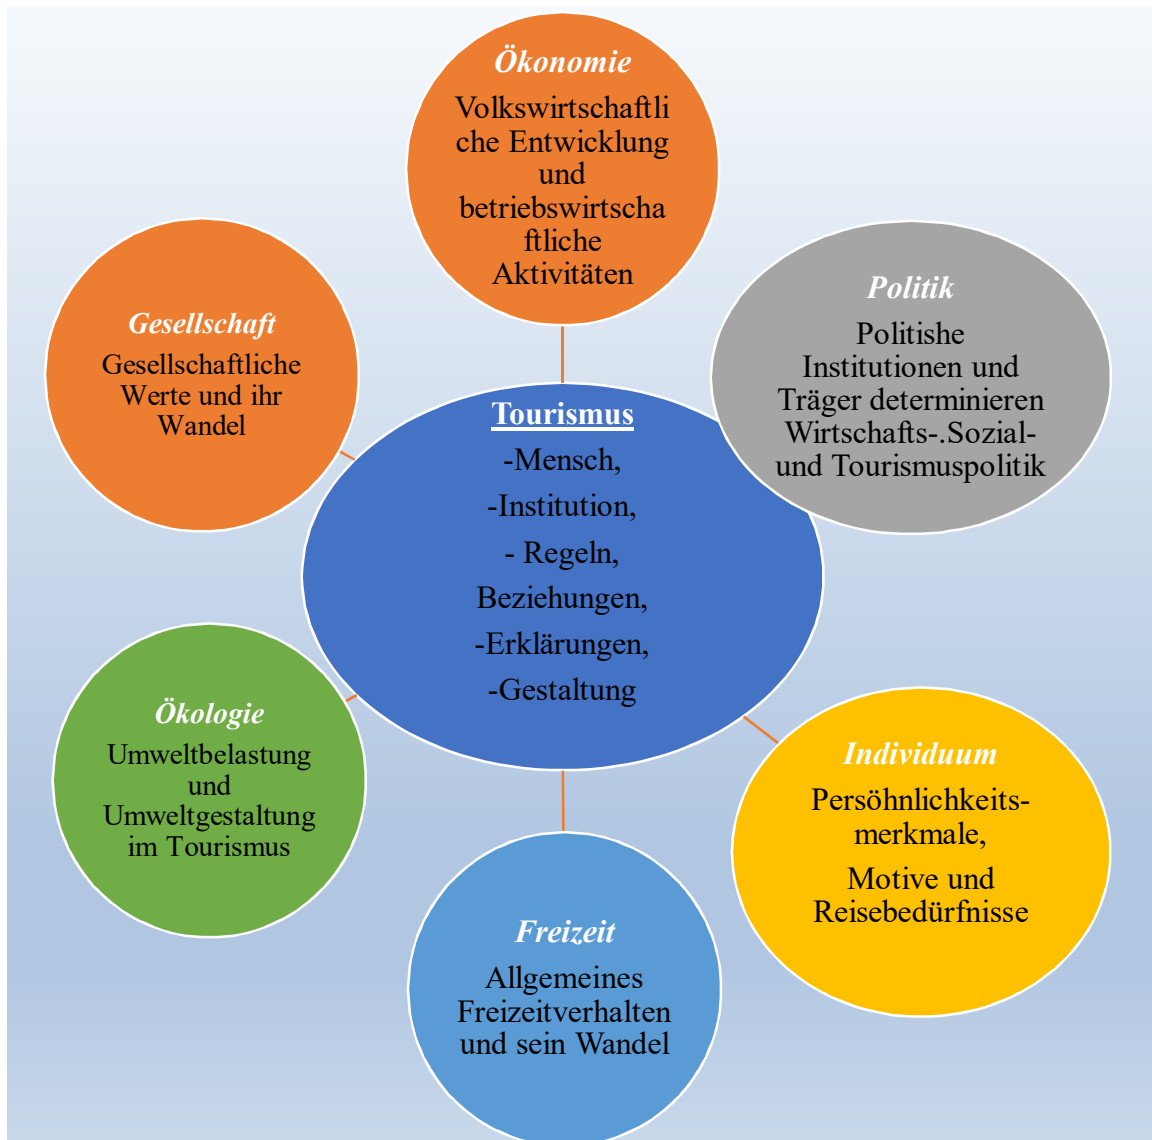 Ökonomie
Volkswirtschaftli
che Entwicklung
und
betriebswirtscha
ftliche
Aktivitäten
Politik
Politishe
Institutionen und
Träger determinieren
Wirtschafts-.Sozial-
und Tourismuspolitik
Gesellschaft
Gesellschaftliche
Werte und ihr
Wandel
Tourismus
-Mensch,
-Institution,
- Regeln,
Beziehungen,
-Erklärungen,
-Gestaltung
Ökologie
Umweltbelastung
und
Umweltgestaltung
im Tourismus
Individuum
Persöhnlichkeits-
merkmale,
Motive und
Reisebedürfnisse
Freizeit
Allgemeines
Freizeitverhalten
und sein Wandel